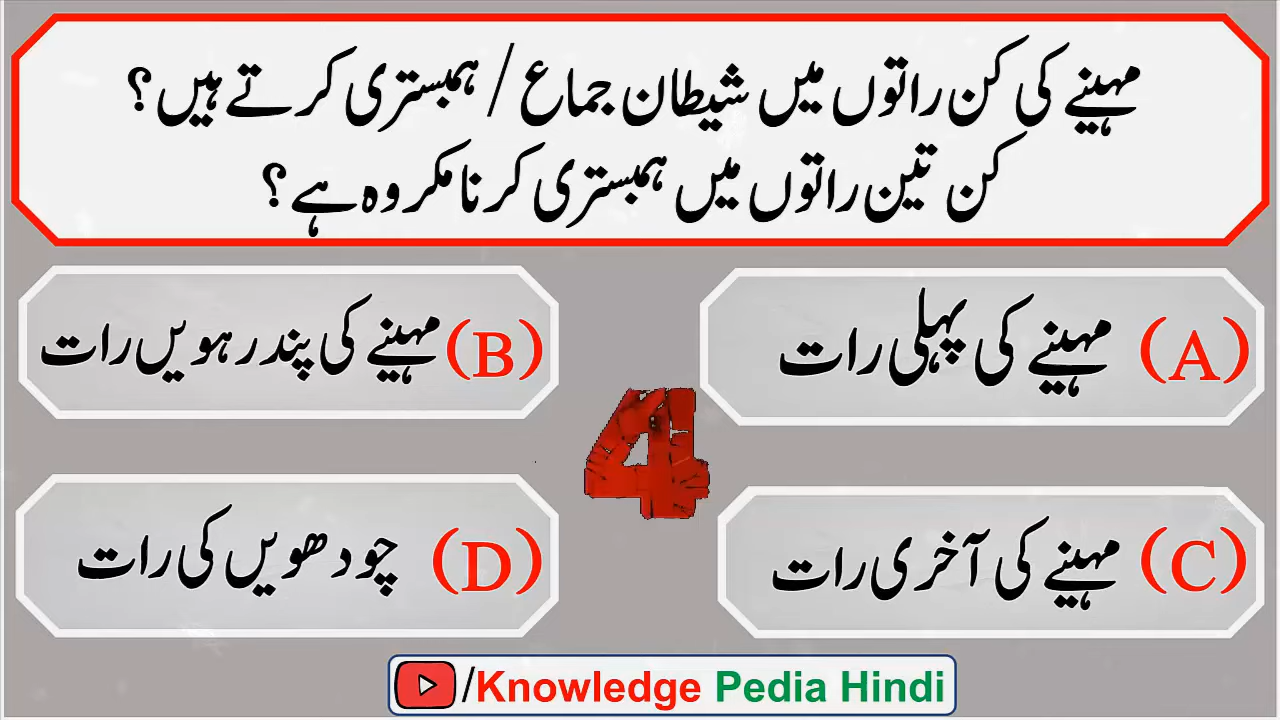 مہینے کی کن راتوں میں شیطان جماع / ہمبستری کرتے ہیں؟
کن تین راتوں میں ہمبستری کرنا مکروہ ہے؟
(A) مہینے کی پہلی رات
(B) مہینے کی پندرہویں رات
4
(C) مہینے کی آخری رات
(D) چودھویں کی رات
/Knowledge Pedia Hindi